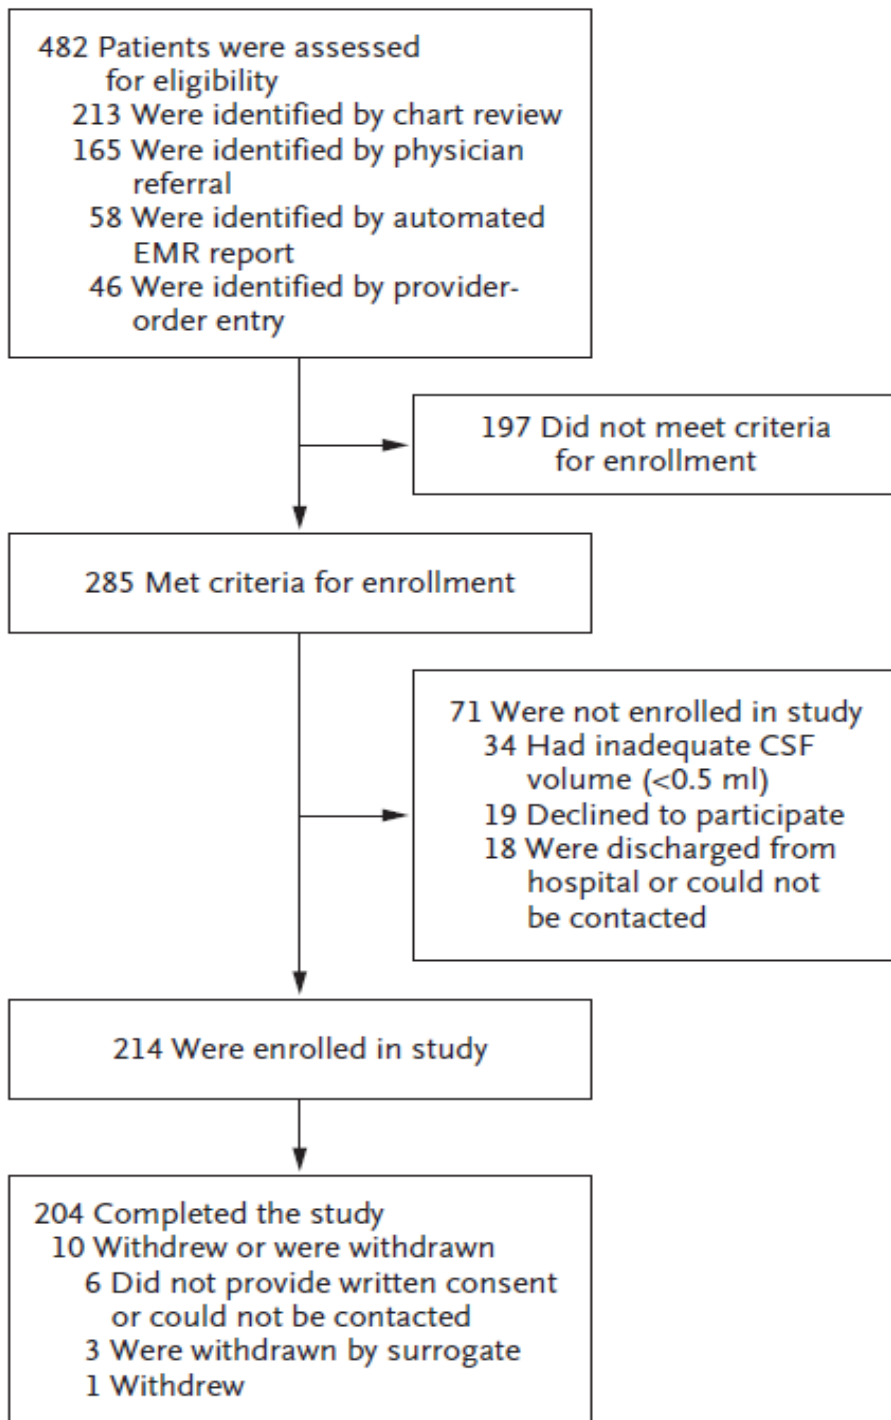 482 Patients were assessed
for eligibility
213 Were identified by chart review
165 Were identified by physician
referral
58 Were identified by automated
EMR report
46 Were identified by provider-
order entry
197 Did not meet criteria
for enrollment
285 Met criteria for enrollment
71 Were not enrolled in study
34 Had inadequate CSF
volume (<0.5 ml)
19 Declined to participate
18 Were discharged from
hospital or could not
be contacted
214 Were enrolled in study
204 Completed the study
10 Withdrew or were withdrawn
6 Did not provide written consent
or could not be contacted
3 Were withdrawn by surrogate
1 Withdrew